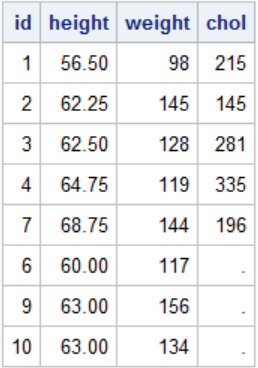 id height weight chol
1 56.50 98 215
2 62.25 145 145
3 62.50 128 281
4 64.75 119 335
7 68.75 144 196
6 60.00 117 .
9 63.00 156 .
10 63.00 134 .